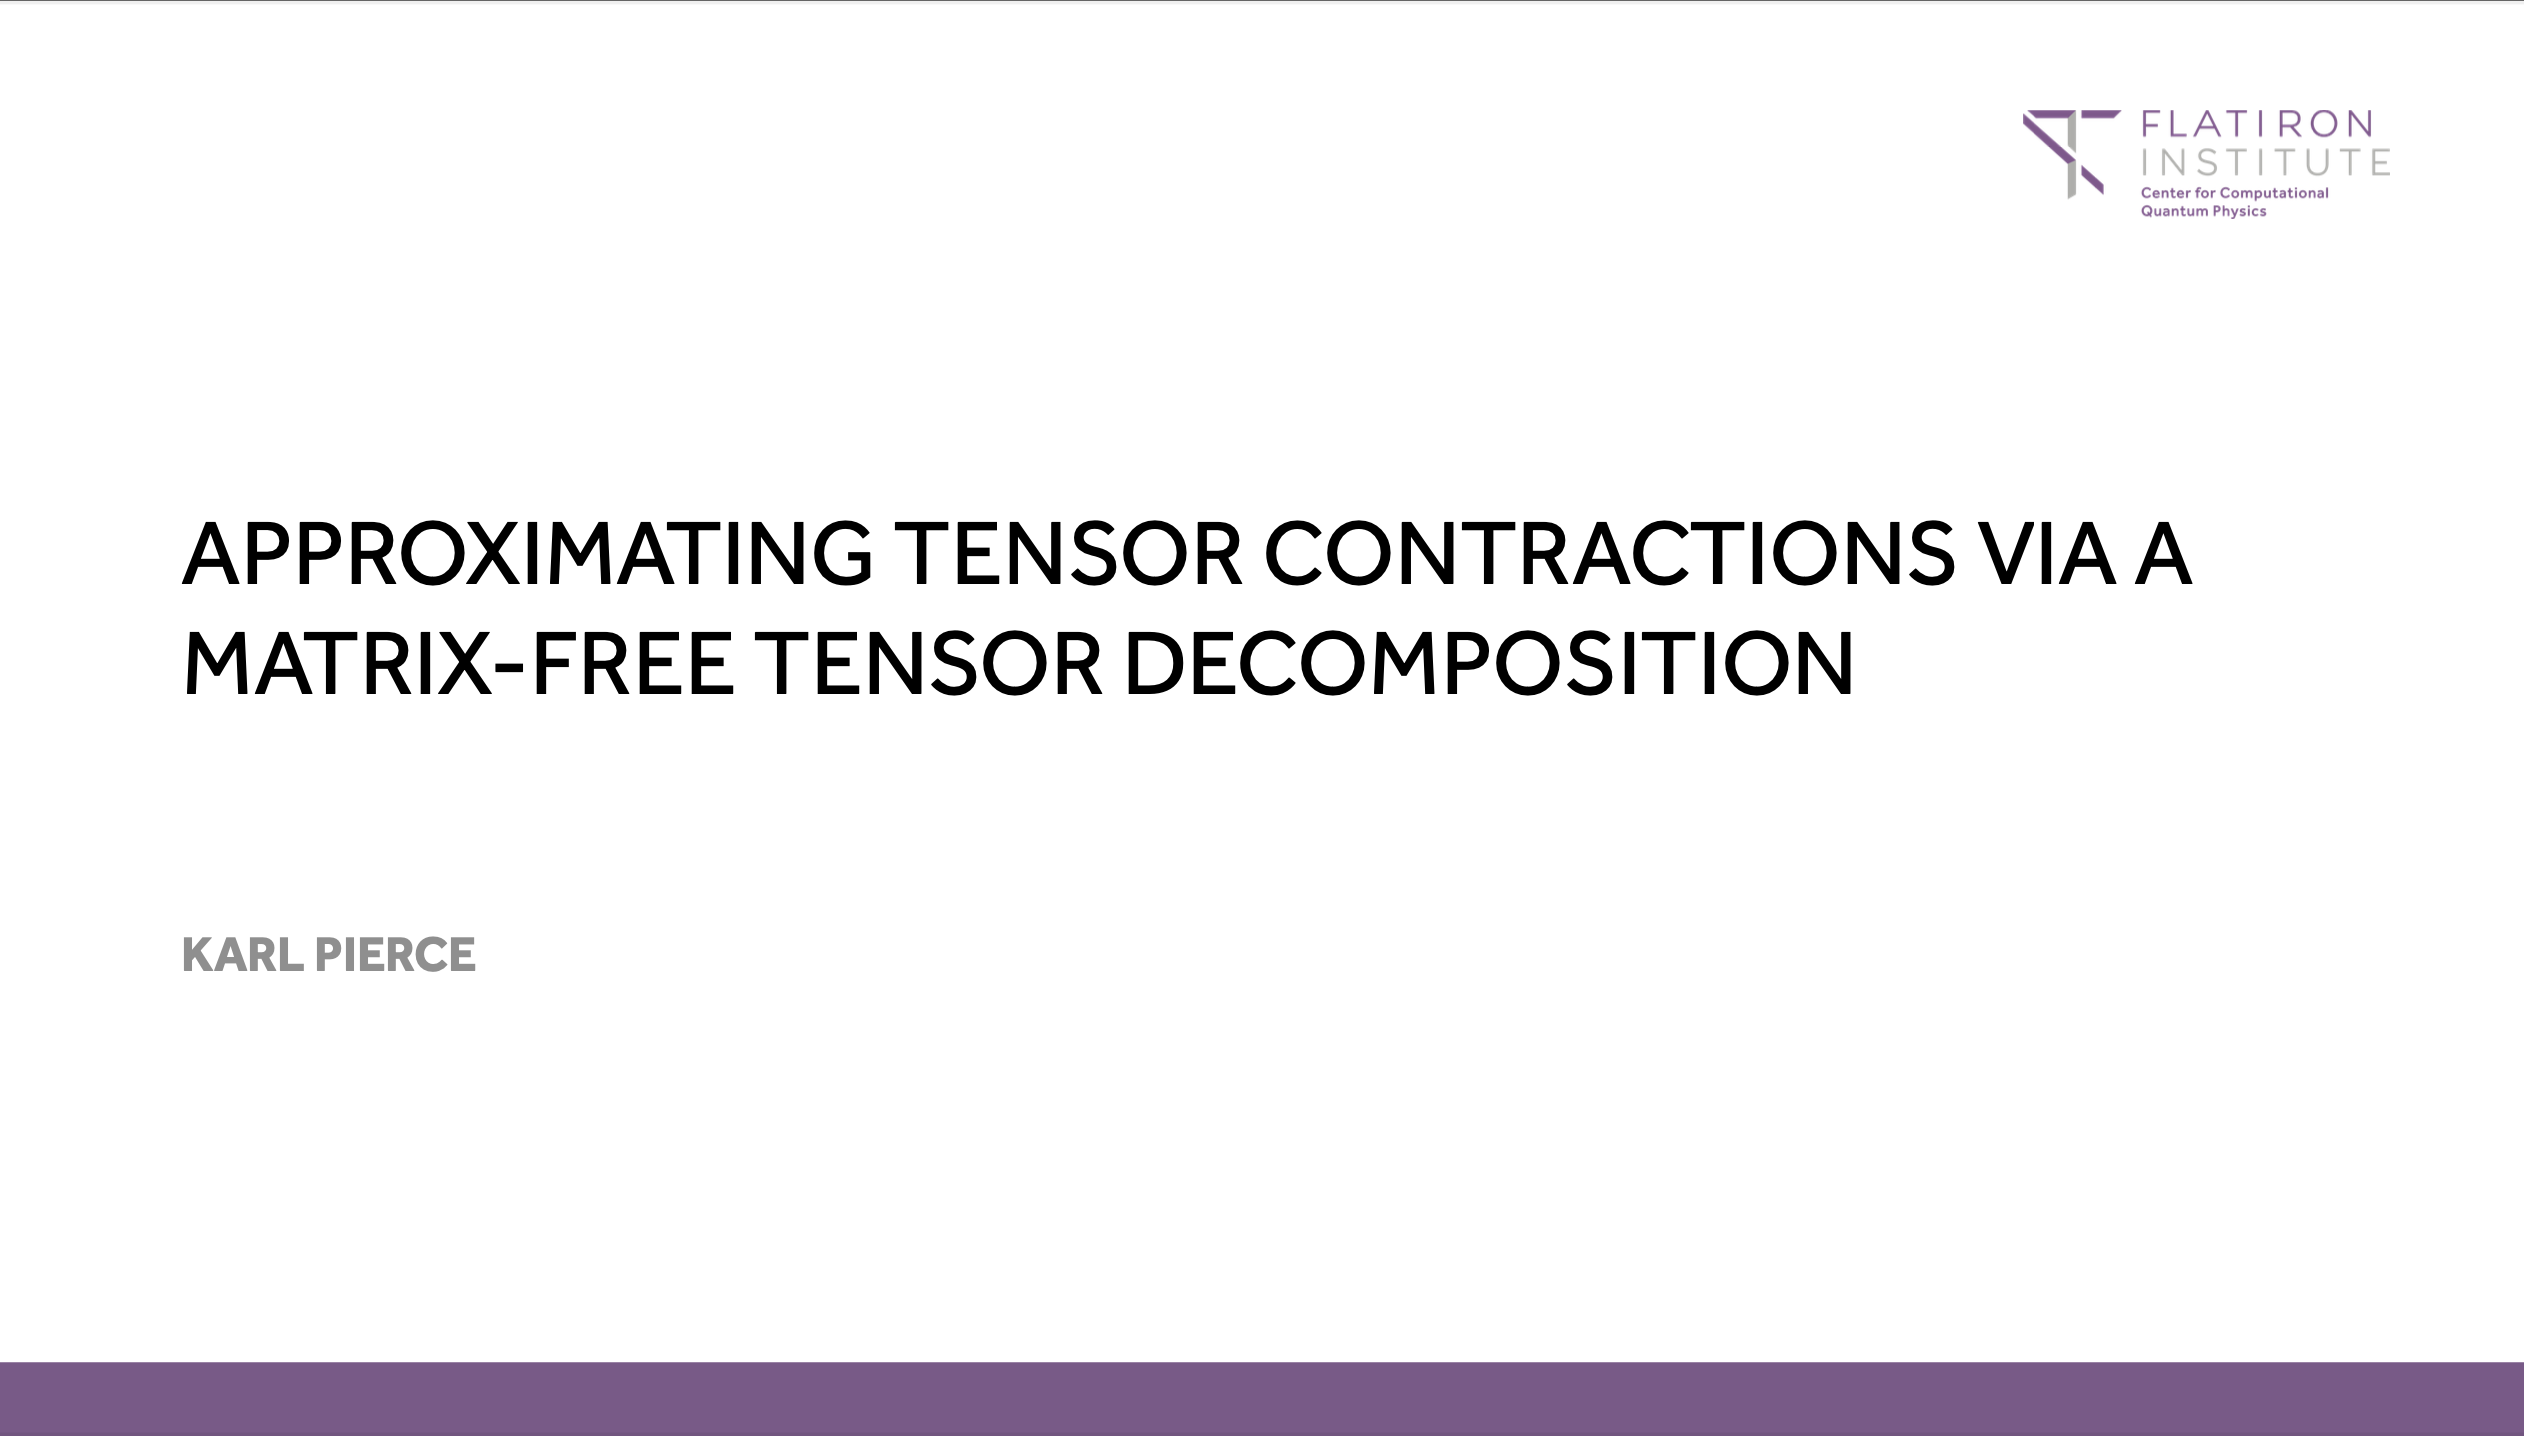 FLATIRON
INSTITUTE
Center for Computational
Quantum Physics
APPROXIMATING TENSOR CONTRACTIONS VIA A
MATRIX-FREE TENSOR DECOMPOSITION
KARL PIERCE